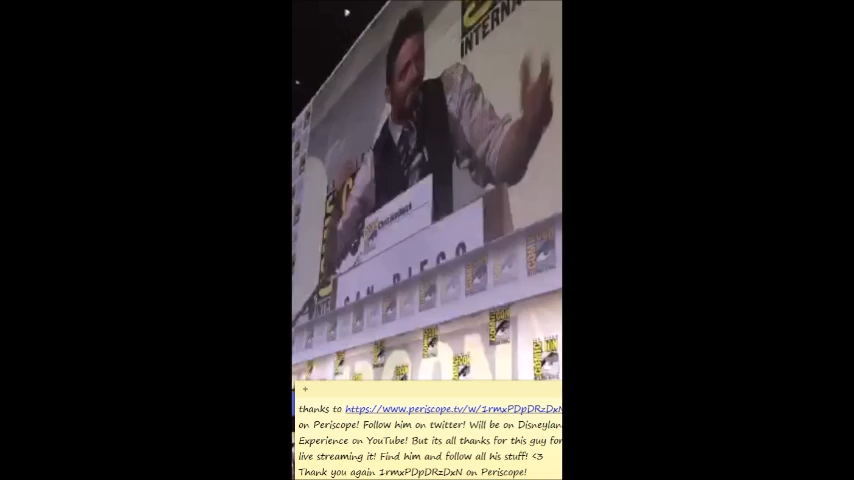 INTERNA
SAN DIEGO
COMIC CON
+
thanks to https://www.periscope.tv/w/1rmxPDpDRzDxN
on Periscope! Follow him on twitter! Will be on Disneylan
Experience on YouTube! But its all thanks for this guy for
live streaming it! Find him and follow all his stuff! <3
Thank you again 1rmxPDpDRzDxN on Periscope!